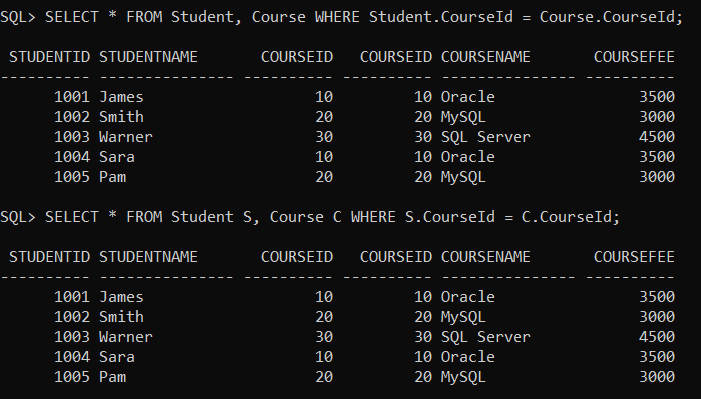 SQL> SELECT * FROM Student, Course WHERE Student.CourseId = Course.CourseId;
 STUDENTID STUDENTNAME       COURSEID   COURSEID COURSENAME       COURSEFEE
---------- --------------- ---------- ---------- --------------- ----------
      1001 James                   10         10 Oracle                3500
      1002 Smith                   20         20 MySQL                 3000
      1003 Warner                  30         30 SQL Server            4500
      1004 Sara                    10         10 Oracle                3500
      1005 Pam                     20         20 MySQL                 3000
SQL> SELECT * FROM Student S, Course C WHERE S.CourseId = C.CourseId;
 STUDENTID STUDENTNAME       COURSEID   COURSEID COURSENAME       COURSEFEE
---------- --------------- ---------- ---------- --------------- ----------
      1001 James                   10         10 Oracle                3500
      1002 Smith                   20         20 MySQL                 3000
      1003 Warner                  30         30 SQL Server            4500
      1004 Sara                    10         10 Oracle                3500
      1005 Pam                     20         20 MySQL                 3000